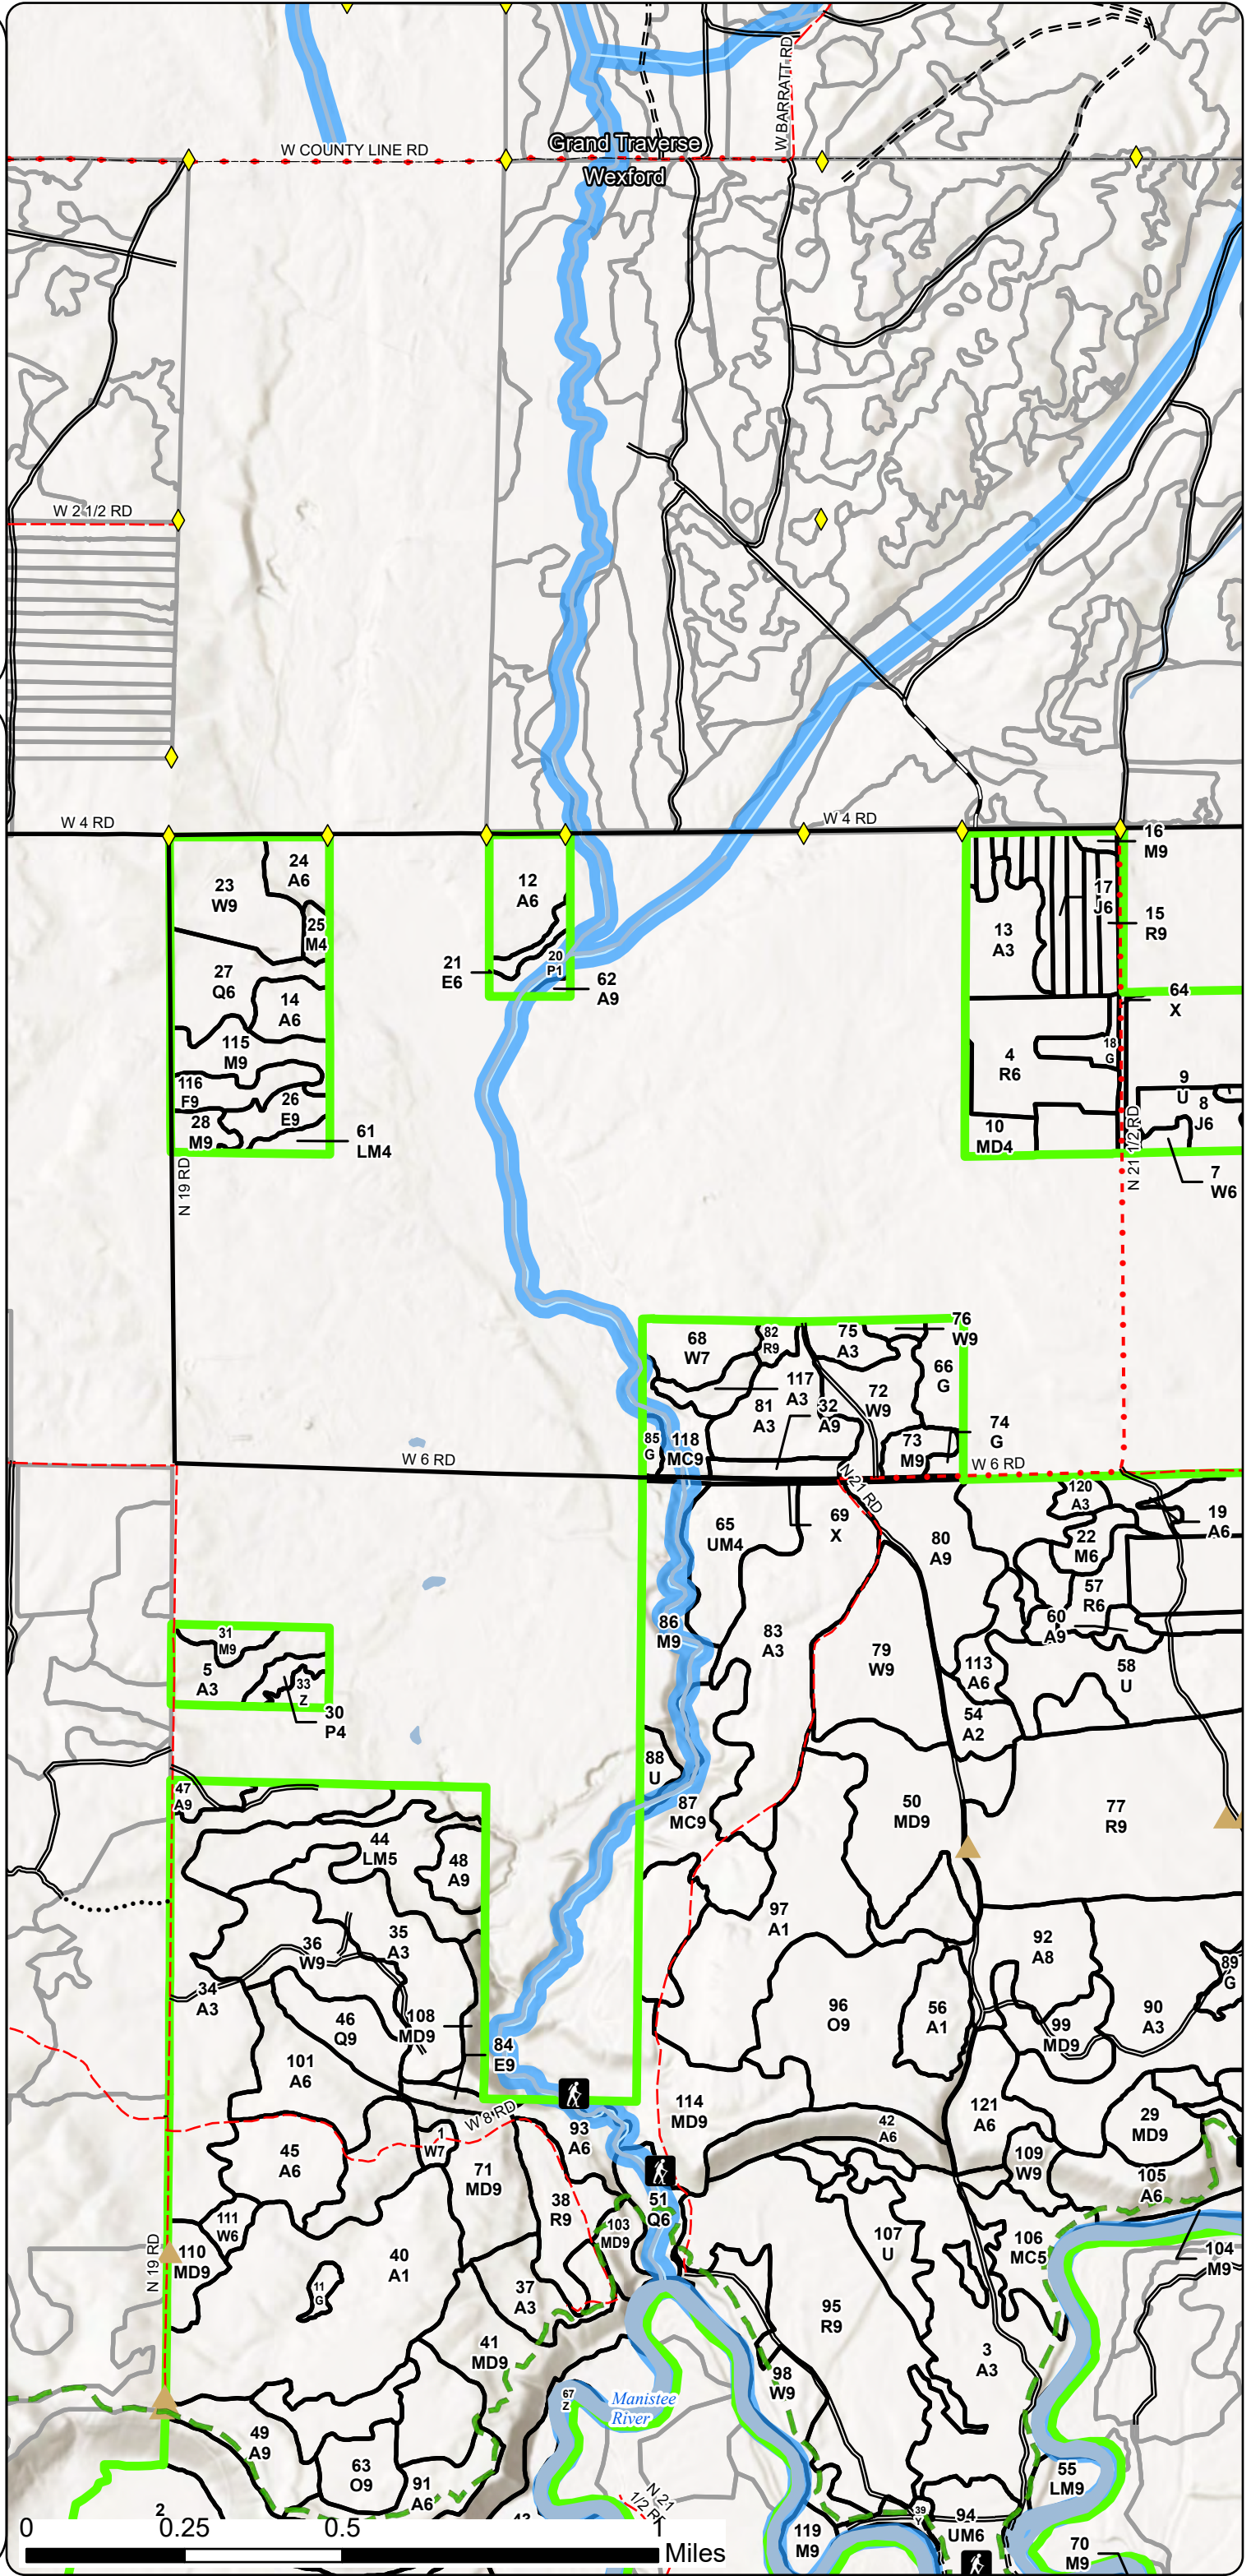 W BARRATT RD
W COUNTY LINE RD
Grand Traverse
Wexford
W 2 1/2 RD
W 4 RD
W 4 RD
16
M9
24
A6
23
W9
12
A6
17
J6
15
R9
25
M4
13
A3
27
Q6
21
E6
20
P1
62
A9
14
A6
64
X
115
M9
4
R6
18
G
116
F9
26
E9
9
U
8
J6
28
M9
61
LM4
10
MD4
N 19 RD
N 21 1/2 RD
7
W6
68
W7
82
R9
75
A3
76
W9
66
G
117
A3
72
W9
81
A3
32
A9
74
G
85
G
118
MC9
73
M9
W 6 RD
W 6 RD
N 21 RD
120
A3
65
UM4
69
X
80
A9
19
A6
22
M6
57
R6
60
A9
86
M9
83
A3
79
W9
31
M9
5
A3
33
Z
113
A6
58
U
30
P4
54
A2
88
U
47
A9
87
MC9
50
MD9
77
R9
44
LM5
48
A9
97
A1
36
W9
35
A3
92
A8
89
G
34
A3
46
Q9
108
MD9
96
O9
56
A1
99
MD9
90
A3
84
E9
101
A6
114
MD9
W 8 RD
93
A6
42
A6
121
A6
29
MD9
1
W7
45
A6
71
MD9
109
W9
105
A6
38
R9
51
Q6
111
W6
103
MD9
107
U
106
MC5
104
M9
N 19 RD
110
MD9
40
A1
11
G
37
A3
95
R9
41
MD9
3
A3
98
W9
67
Z
Manistee
River
49
A9
63
O9
91
A6
55
LM9
2
N 21
1/2 RD
39
Y
94
UM6
119
M9
70
M9
0 0.25 0.5 1
Miles